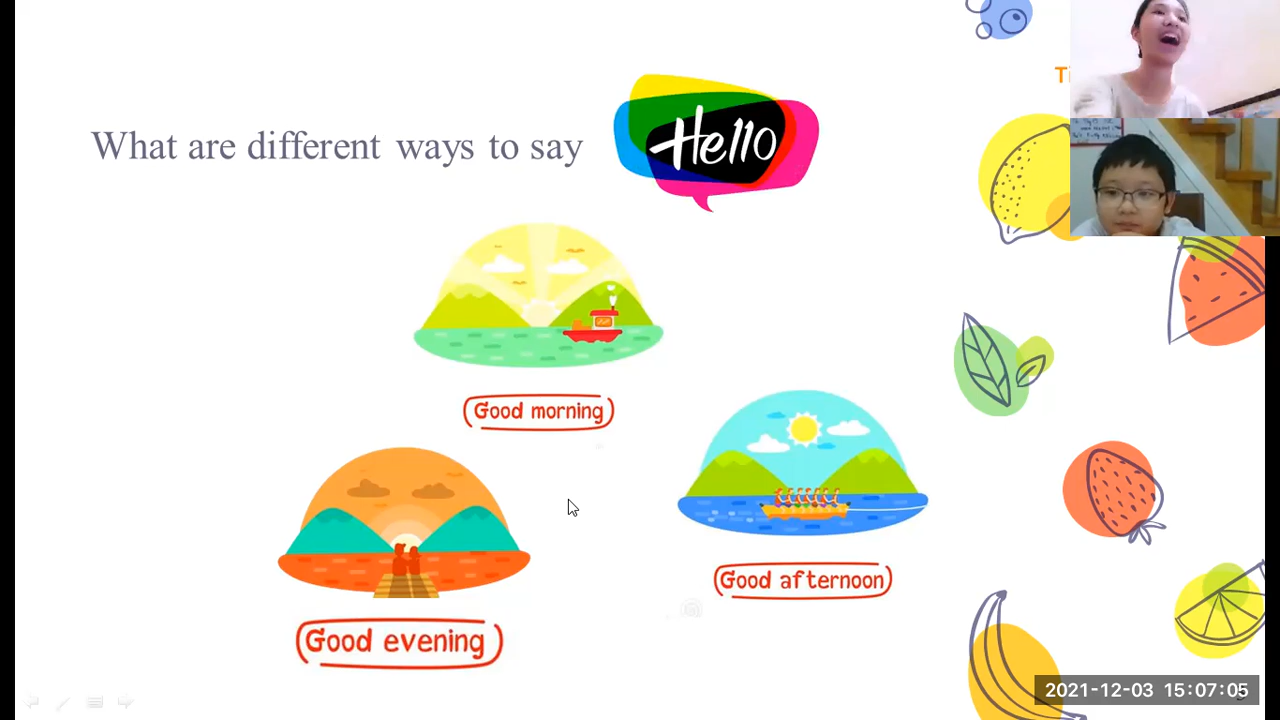 What are different ways to say
Hello
Good morning
Good afternoon
Good evening
2021-12-03 15:07:05